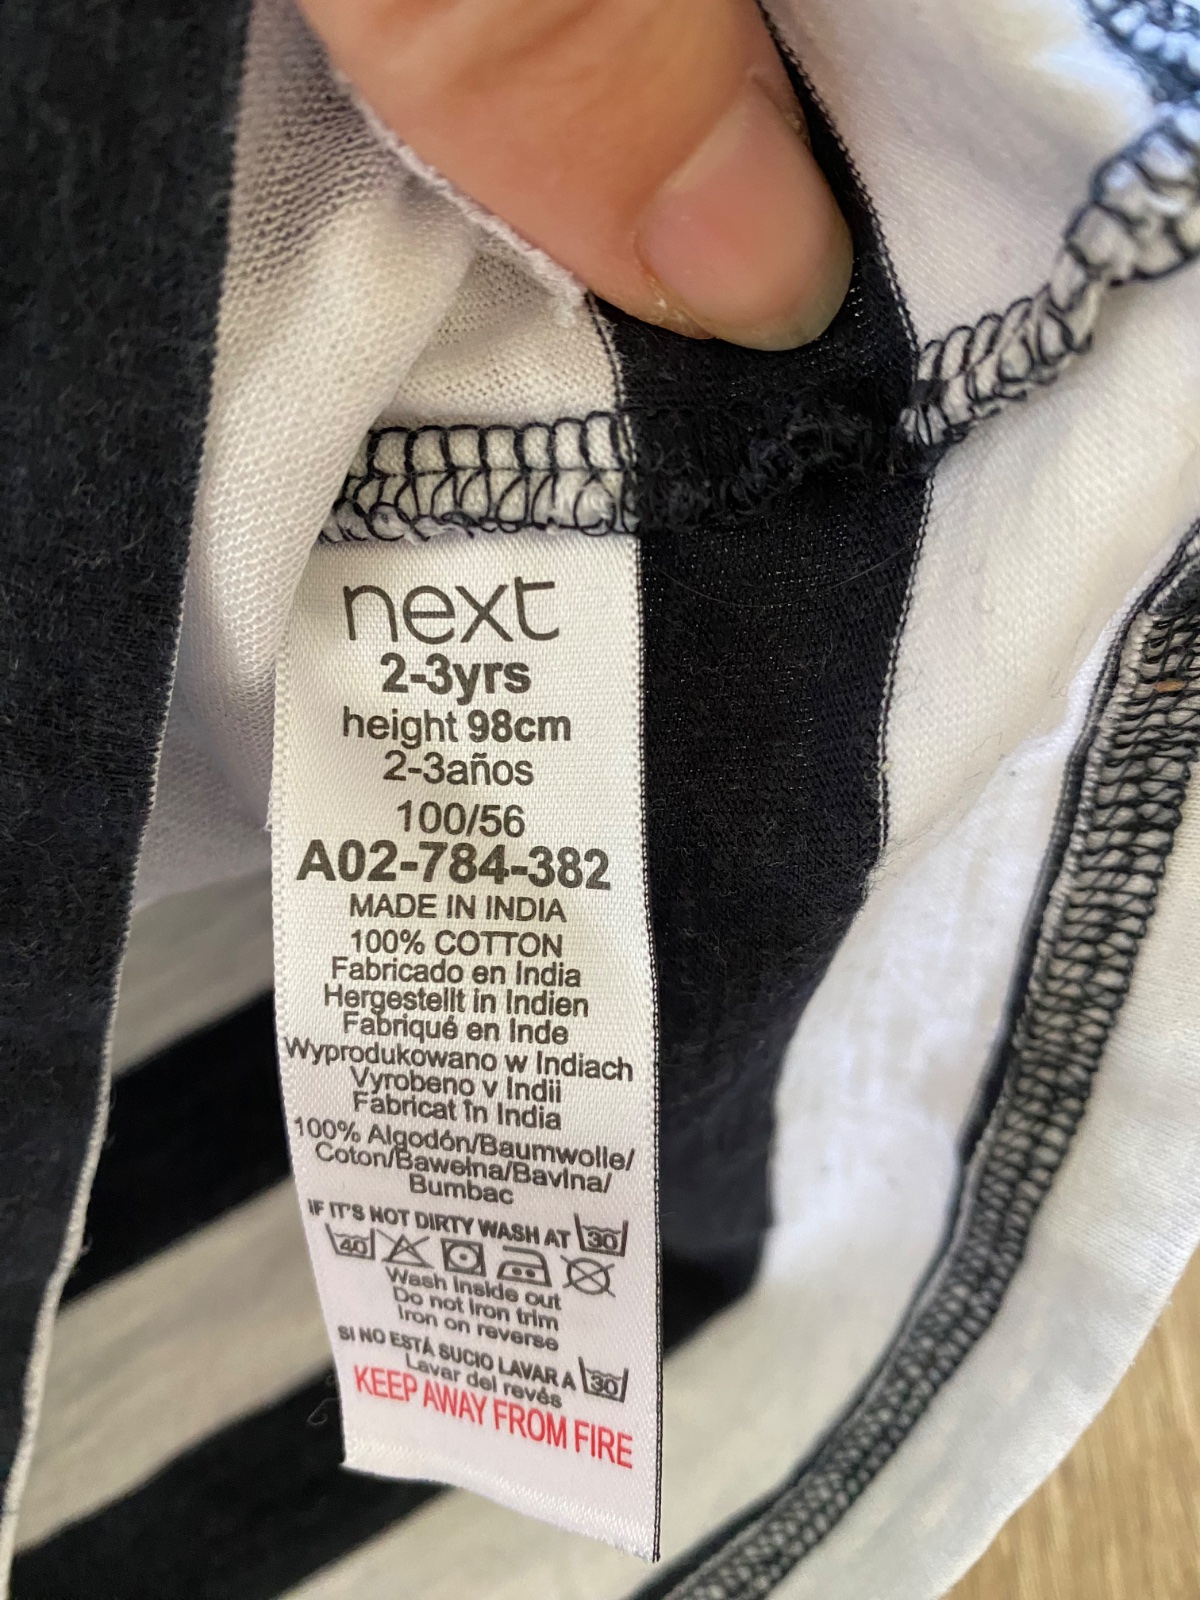 next
2-3yrs
height 98cm
2-3años
100/56
A02-784-382
MADE IN INDIA
100% COTTON
Fabricado en India
Hergestellt in Indien
Fabriqué en Inde
Wyprodukowano w Indiach
Vyrobeno v Indii
Fabricat în India
100% Algodón/Baumwolle/
Coton/Bawełna/Bavlna/
Bumbac
IF IT'S NOT DIRTY WASH AT 30
40
Wash inside out
Do not iron trim
Iron on reverse
SI NO ESTÁ SUCIO LAVAR A 30
Lavar del revés
KEEP AWAY FROM FIRE